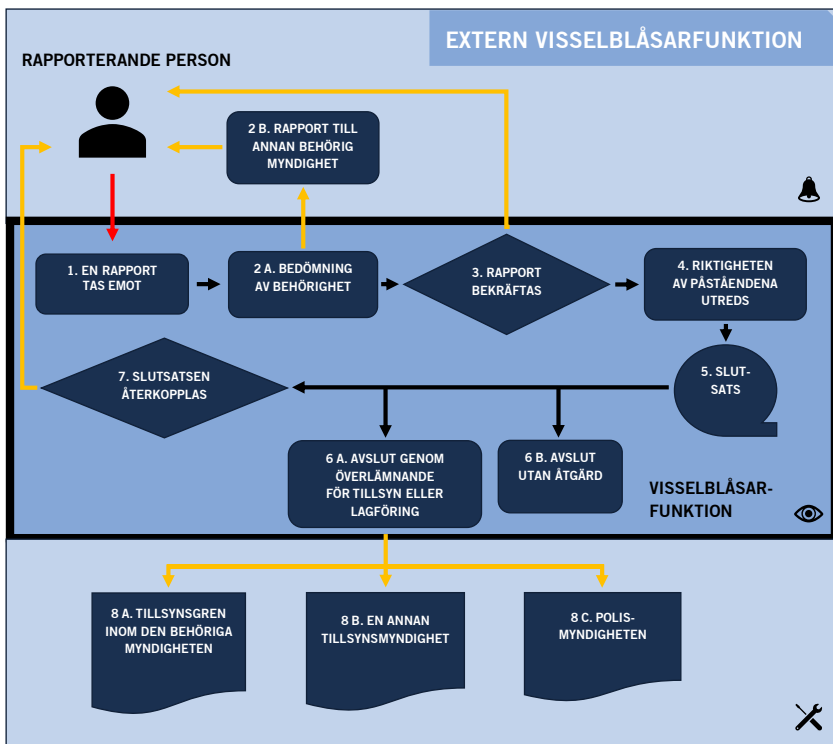 EXTERN VISSELBLÅSARFUNKTION
RAPPORTERANDE PERSON
2 B. RAPPORT TILL
ANNAN BEHÖRIG
MYNDIGHET
1. EN RAPPORT
TAS EMOT
2 A. BEDÖMNING
AV BEHÖRIGHET
3. RAPPORT
BEKRÄFTAS
4. RIKTIGHETEN
AV PÅSTÅENDENA
UTREDS
7. SLUTSATSEN
ÅTERKOPPLAS
5. SLUT-
SATS
6 A. AVSLUT GENOM
ÖVERLÄMNANDE
FÖR TILLSYN ELLER
LAGFÖRING
6 B. AVSLUT
UTAN ÅTGÄRD
VISSELBLÅSAR-
FUNKTION
8 A. TILLSYNSGREN
INOM DEN BEHÖRIGA
MYNDIGHETEN
8 B. EN ANNAN
TILLSYNSMYNDIGHET
8 C. POLIS-
MYNDIGHETEN